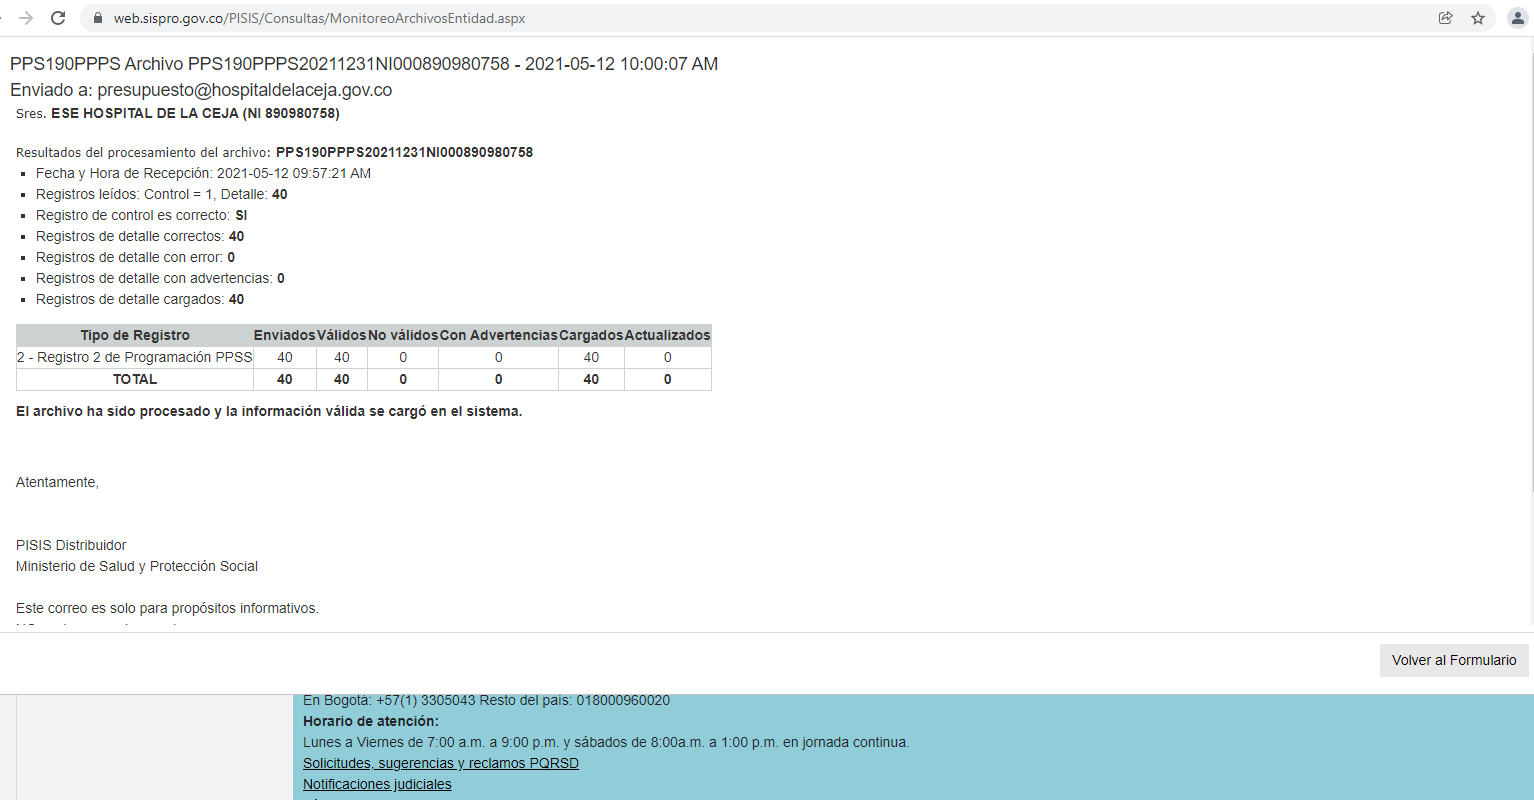 web.sispro.gov.co/PISIS/Consultas/MonitoreoArchivosEntidad.aspx
PPS190PPPS Archivo PPS190PPPS20211231NI000890980758 - 2021-05-12 10:00:07 AM
Enviado a: presupuesto@hospitaldelaceja.gov.co
Sres. ESE HOSPITAL DE LA CEJA (NI 890980758)
Resultados del procesamiento del archivo: PPS190PPPS20211231NI000890980758
Fecha y Hora de Recepción: 2021-05-12 09:57:21 AM
Registros leídos: Control = 1, Detalle: 40
Registro de control es correcto: SI
Registros de detalle correctos: 40
Registros de detalle con error: 0
Registros de detalle con advertencias: 0
Registros de detalle cargados: 40
Tipo de Registro Enviados Válidos No válidos Con Advertencias Cargados Actualizados
2 - Registro 2 de Programación PPSS 40 40 0 0 40 0
TOTAL 40 40 0 0 40 0
El archivo ha sido procesado y la información válida se cargó en el sistema.
Atentamente,
PISIS Distribuidor
Ministerio de Salud y Protección Social
Este correo es solo para propósitos informativos.
Volver al Formulario
En Bogotá: +57(1) 3305043 Resto del país: 018000960020
Horario de atención:
Lunes a Viernes de 7:00 a.m. a 9:00 p.m. y sábados de 8:00a.m. a 1:00 p.m. en jornada continua.
Solicitudes, sugerencias y reclamos PQRSD
Notificaciones judiciales